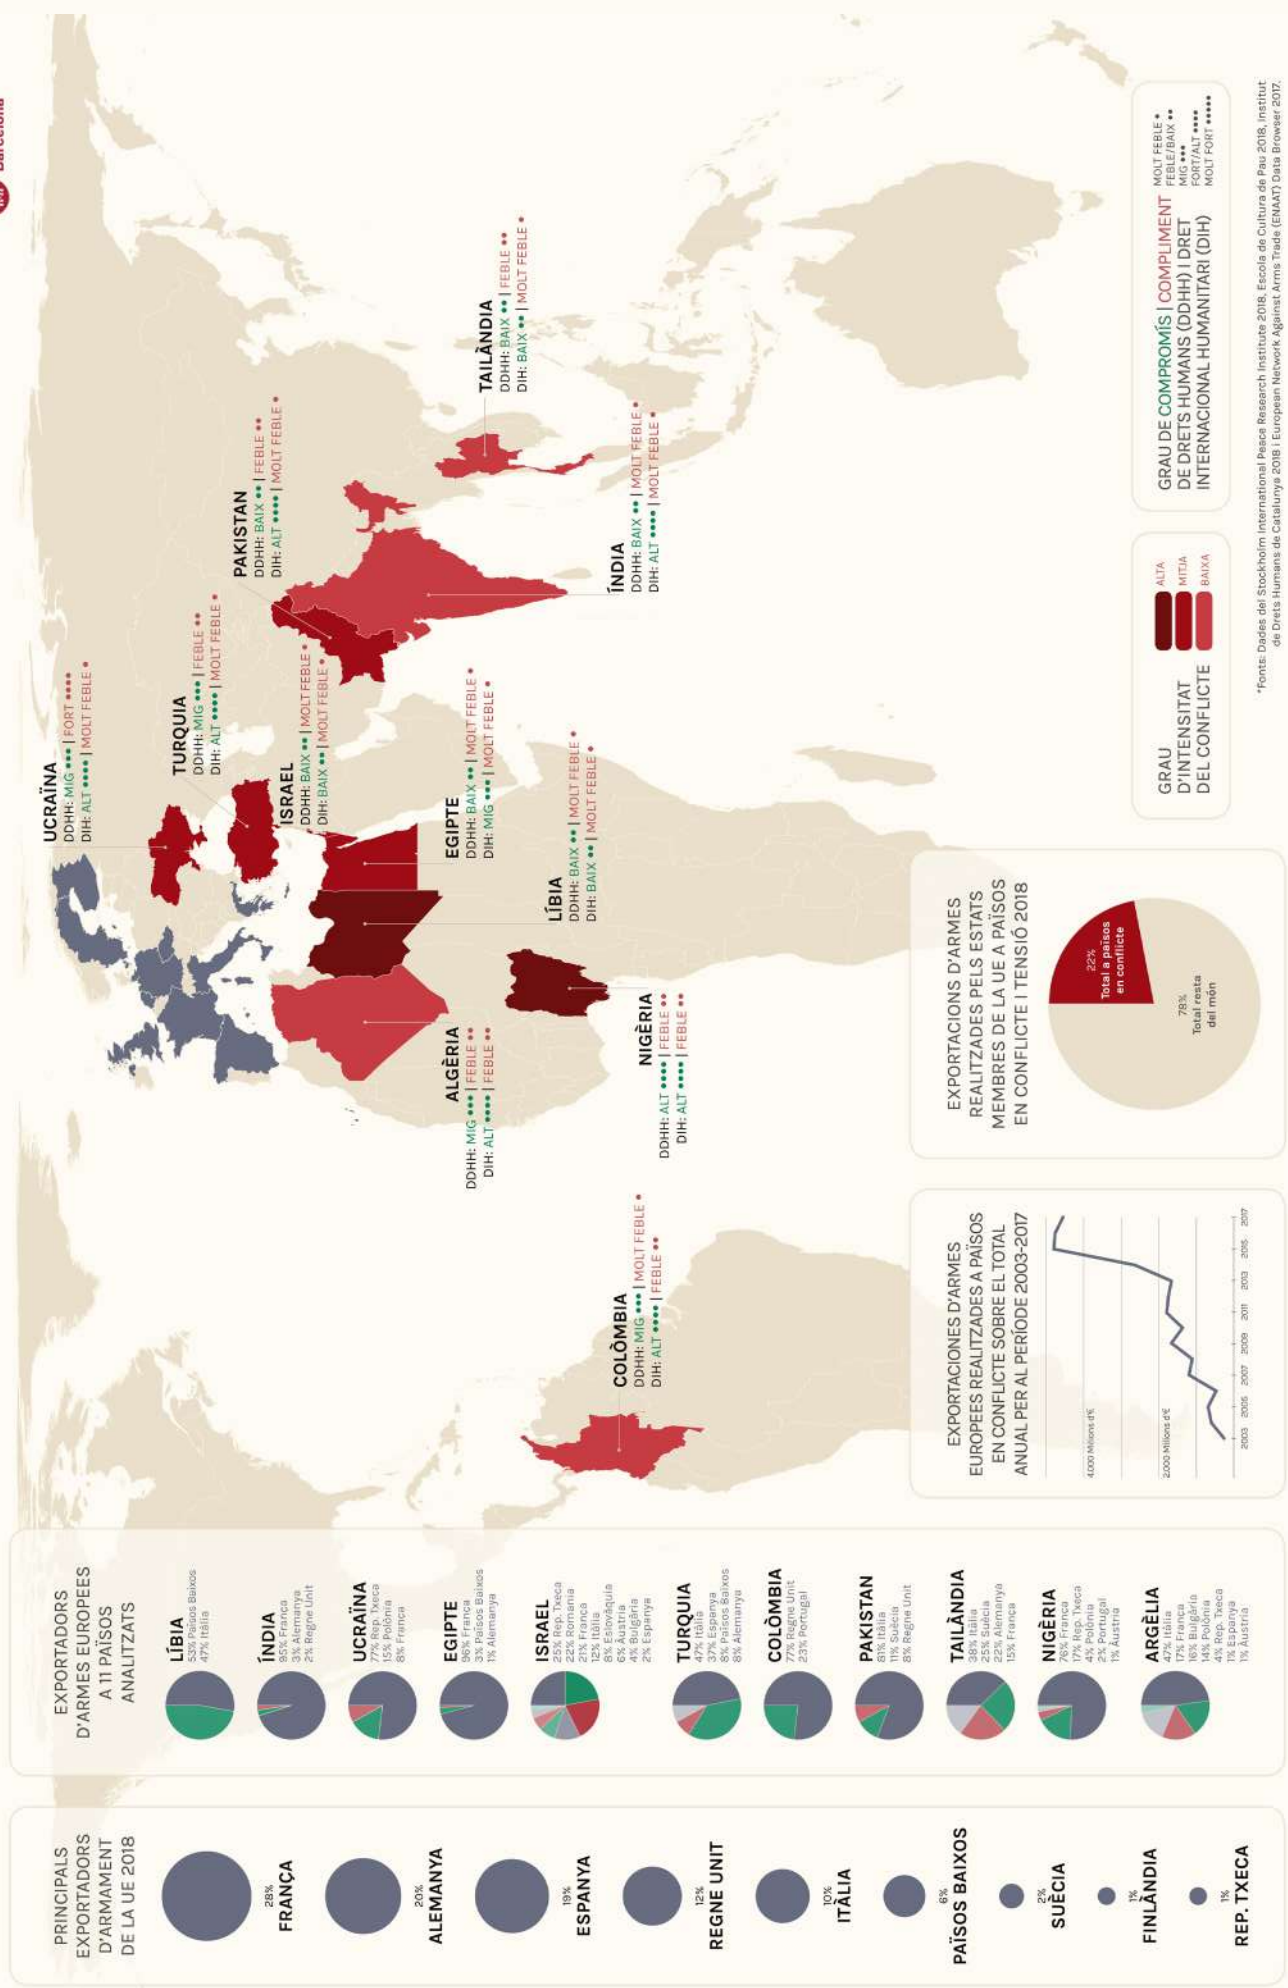 Barcelona
PRINCIPALS
EXPORTADORS
D'ARMAMENT
DE LA UE 2018
28%
FRANÇA
20%
ALEMANYA
19%
ESPANYA
12%
REGNE UNIT
10%
ITÀLIA
6%
PAÏSOS BAIXOS
2%
SUÈCIA
1%
FINLÀNDIA
1%
REP. TXECA
EXPORTADORS
D'ARMES EUROPEES
A 11 PAÏSOS
ANALITZATS
LÍBIA
53% Països Baixos
47% Itàlia
ÍNDIA
95% França
3% Alemanya
2% Regne Unit
UCRAÏNA
77% Rep. Txeca
15% Polònia
8% França
EGIPTE
96% França
3% Països Baixos
1% Alemanya
ISRAEL
25% Rep. Txeca
22% Romania
21% França
12% Itàlia
8% Eslovàquia
6% Àustria
4% Bulgària
2% Espanya
TURQUIA
47% Itàlia
37% Espanya
8% Països Baixos
8% Alemanya
COLÒMBIA
77% Regne Unit
23% Portugal
PAKISTAN
81% Itàlia
11% Suècia
8% Regne Unit
TAILÀNDIA
38% Itàlia
25% Suècia
22% Alemanya
15% França
NIGÈRIA
76% França
17% Rep. Txeca
4% Polònia
2% Portugal
1% Àustria
ARGÈLIA
47% Itàlia
17% França
16% Bulgària
14% Polònia
4% Rep. Txeca
1% Espanya
1% Àustria
UCRAÏNA
DDHH: MIG ••• | FORT ••••
DIH: ALT •••• | MOLT FEBLE •
TURQUIA
DDHH: MIG ••• | FEBLE ••
DIH: ALT •••• | MOLT FEBLE •
ISRAEL
DDHH: BAIX •• | MOLT FEBLE •
DIH: BAIX •• | MOLT FEBLE •
PAKISTAN
DDHH: BAIX •• | FEBLE ••
DIH: ALT •••• | MOLT FEBLE •
EGIPTE
DDHH: BAIX •• | MOLT FEBLE •
DIH: MIG ••• | MOLT FEBLE •
TAILÀNDIA
DDHH: BAIX •• | FEBLE ••
DIH: BAIX •• | MOLT FEBLE •
ALGÈRIA
DDHH: MIG ••• | FEBLE ••
DIH: ALT •••• | FEBLE ••
LÍBIA
DDHH: BAIX •• | MOLT FEBLE •
DIH: BAIX •• | MOLT FEBLE •
ÍNDIA
DDHH: BAIX •• | MOLT FEBLE •
DIH: ALT •••• | MOLT FEBLE •
COLÒMBIA
DDHH: MIG ••• | MOLT FEBLE •
DIH: ALT •••• | FEBLE ••
NIGÈRIA
DDHH: ALT •••• | FEBLE ••
DIH: ALT •••• | FEBLE ••
EXPORTACIONES D'ARMES
EUROPEES REALITZADES A PAÏSOS
EN CONFLICTE SOBRE EL TOTAL
ANUAL PER AL PERÍODE 2003-2017
4.000 Milions d'€
2.000 Milions d'€
2003 2005 2007 2009 2011 2013 2015 2017
EXPORTACIONS D'ARMES
REALITZADES PELS ESTATS
MEMBRES DE LA UE A PAÏSOS
EN CONFLICTE I TENSIÓ 2018
22%
Total a països
en conflicte
78%
Total resta
del món
GRAU
D'INTENSITAT
DEL CONFLICTE
ALTA
MITJA
BAIXA
GRAU DE COMPROMÍS | COMPLIMENT
DE DRETS HUMANS (DDHH) I DRET
INTERNACIONAL HUMANITARI (DIH)
MOLT FEBLE •
FEBLE/BAIX ••
MIG •••
FORT/ALT ••••
MOLT FORT •••••
*Fonts: Dades del Stockholm International Peace Research Institute 2018, Escola de Cultura de Pau 2018, Institut
de Drets Humans de Catalunya 2018 i European Network Against Arms Trade (ENAAT) Data Browser 2017.